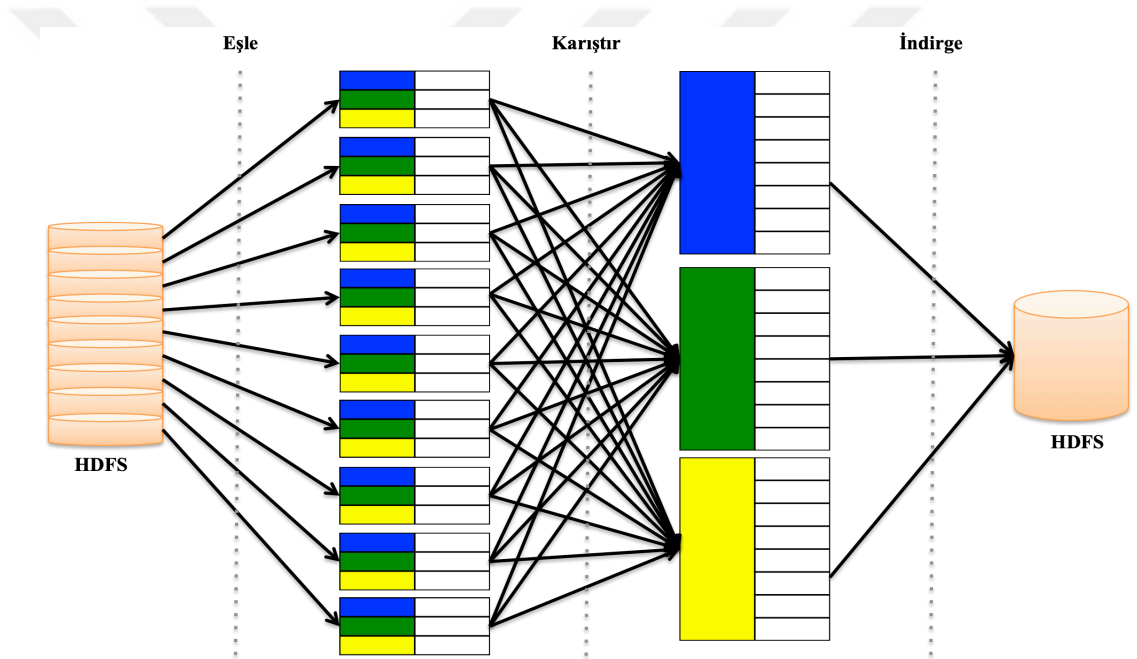 Eşle
Karıştır
İndirge
HDFS
HDFS